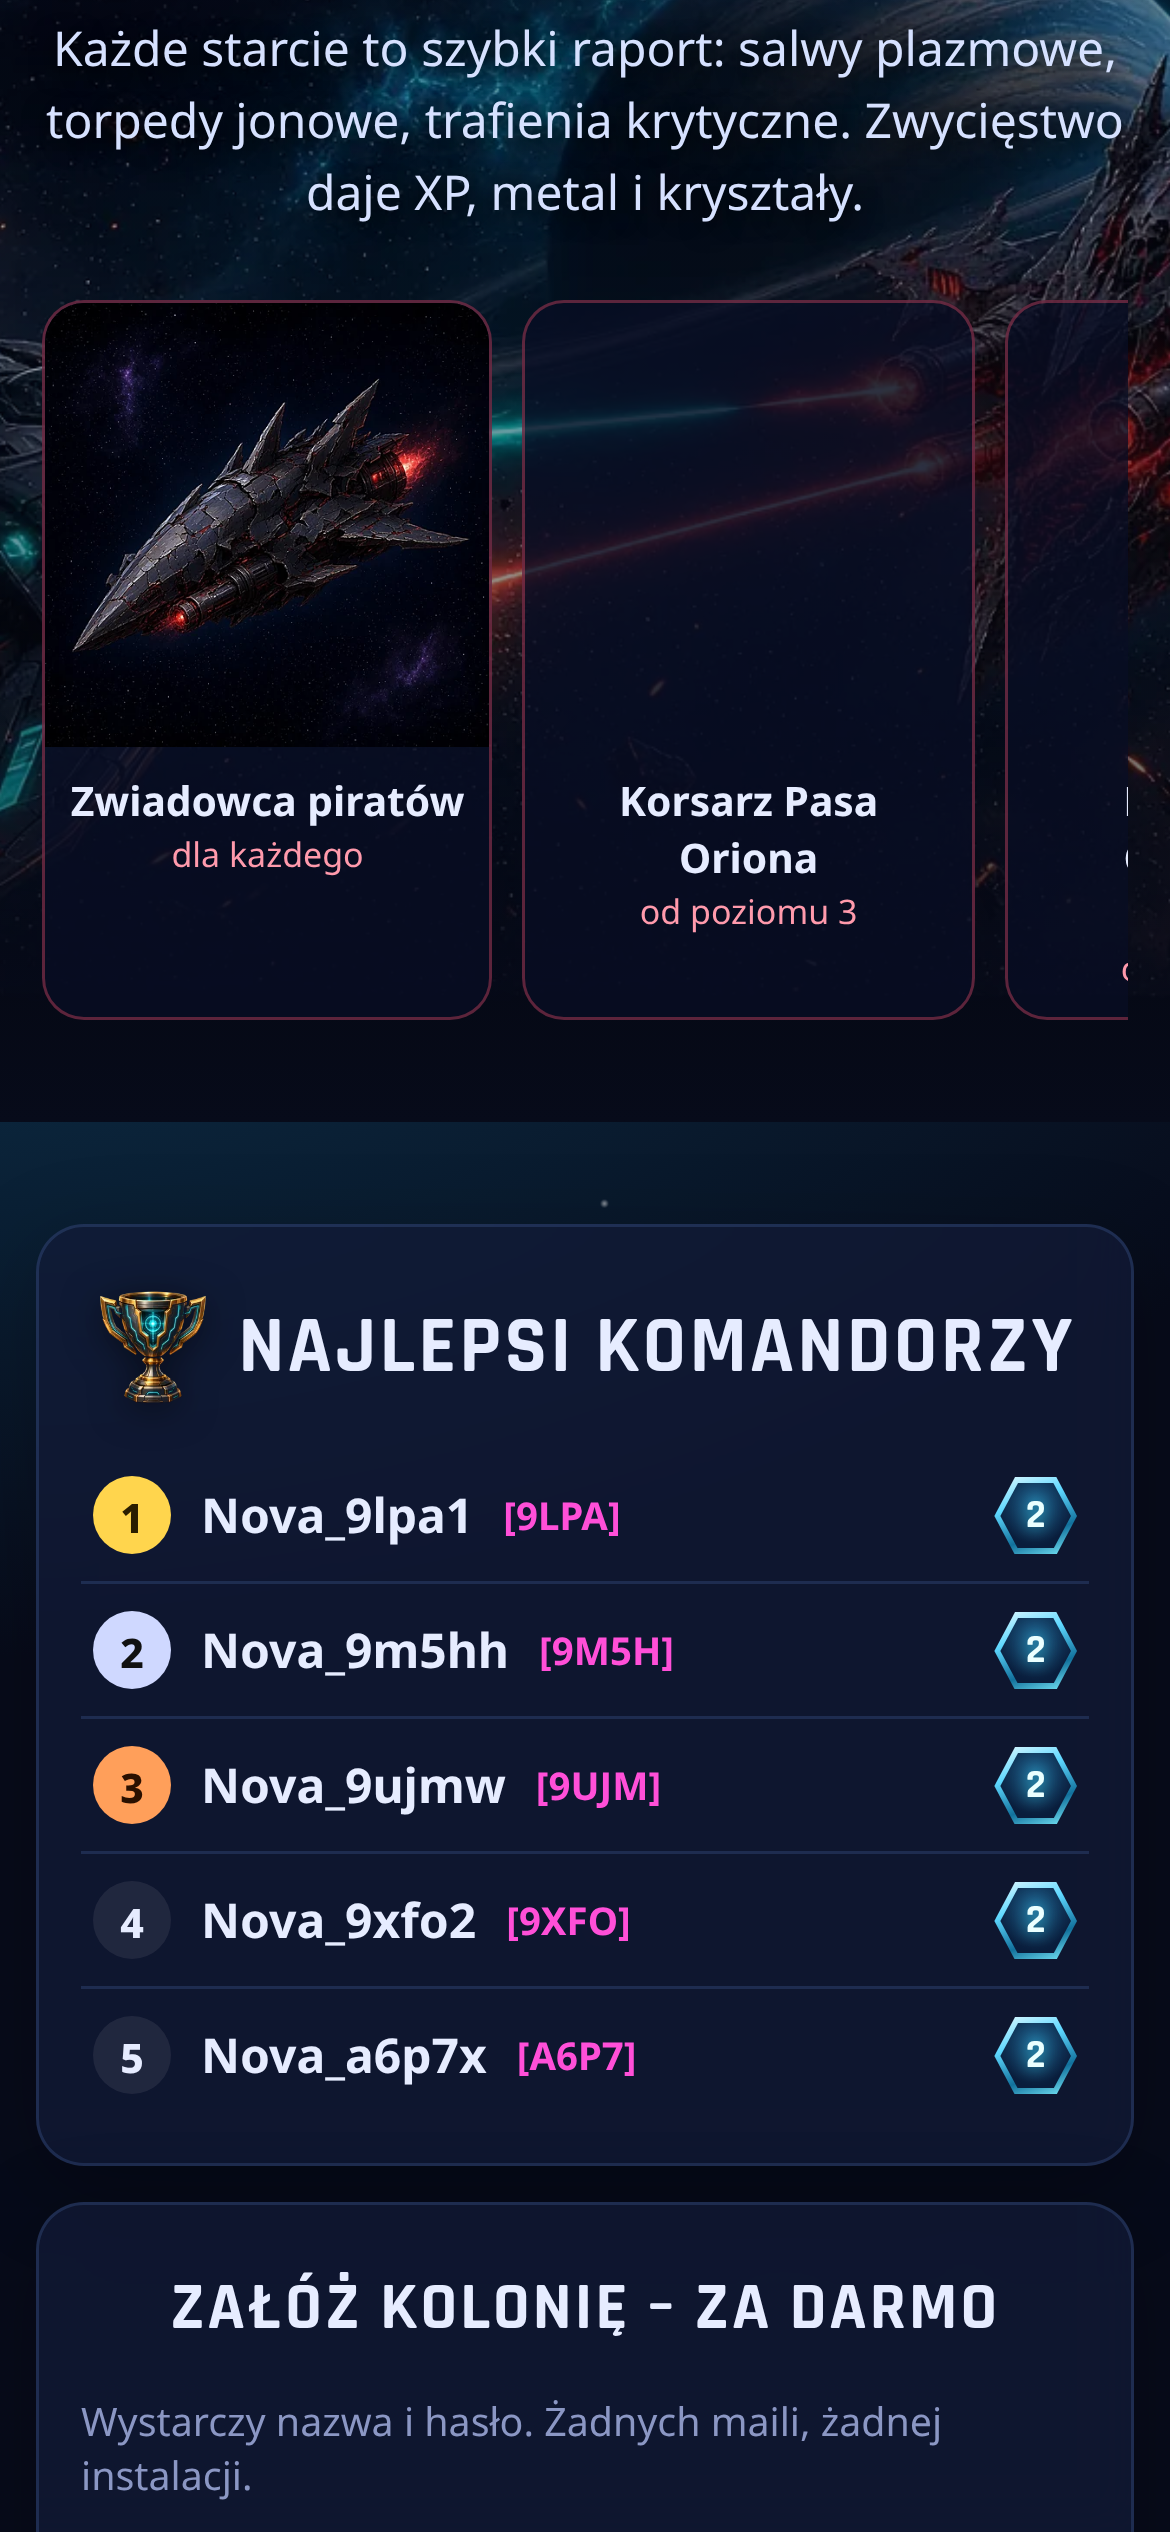 Każde starcie to szybki raport: salwy plazmowe,
torpedy jonowe, trafienia krytyczne. Zwycięstwo
daje XP, metal i kryształy.
Zwiadowca piratów
dla każdego
Korsarz Pasa
Oriona
od poziomu 3
NAJLEPSI KOMANDORZY
1 Nova_9lpa1 [9LPA] 2
2 Nova_9m5hh [9M5H] 2
3 Nova_9ujmw [9UJM] 2
4 Nova_9xfo2 [9XFO] 2
5 Nova_a6p7x [A6P7] 2
ZAŁÓŻ KOLONIĘ – ZA DARMO
Wystarczy nazwa i hasło. Żadnych maili, żadnej
instalacji.